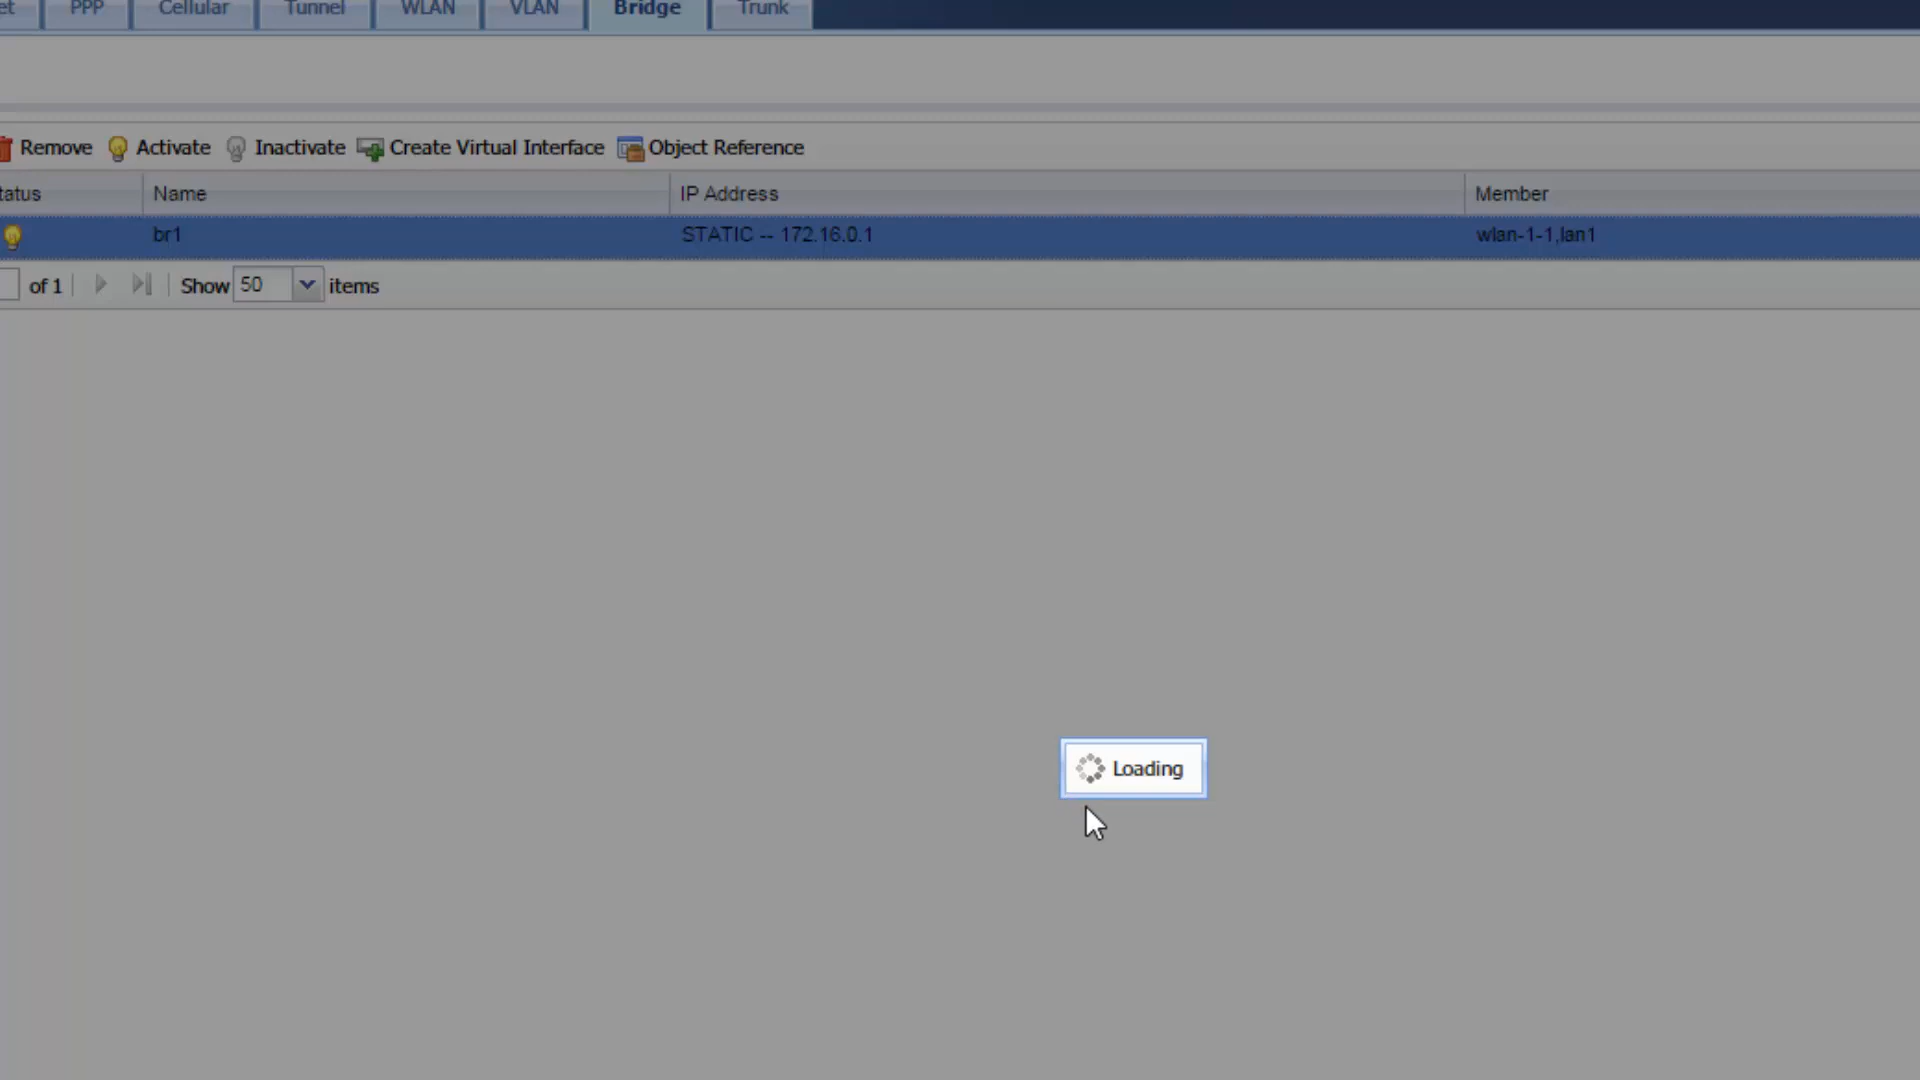 et PPP Cellular Tunnel WLAN VLAN Bridge Trunk
Remove Activate Inactivate Create Virtual Interface Object Reference
tatus Name IP Address Member
br1 STATIC -- 172.16.0.1 wlan-1-1,lan1
of 1 Show 50 items
Loading